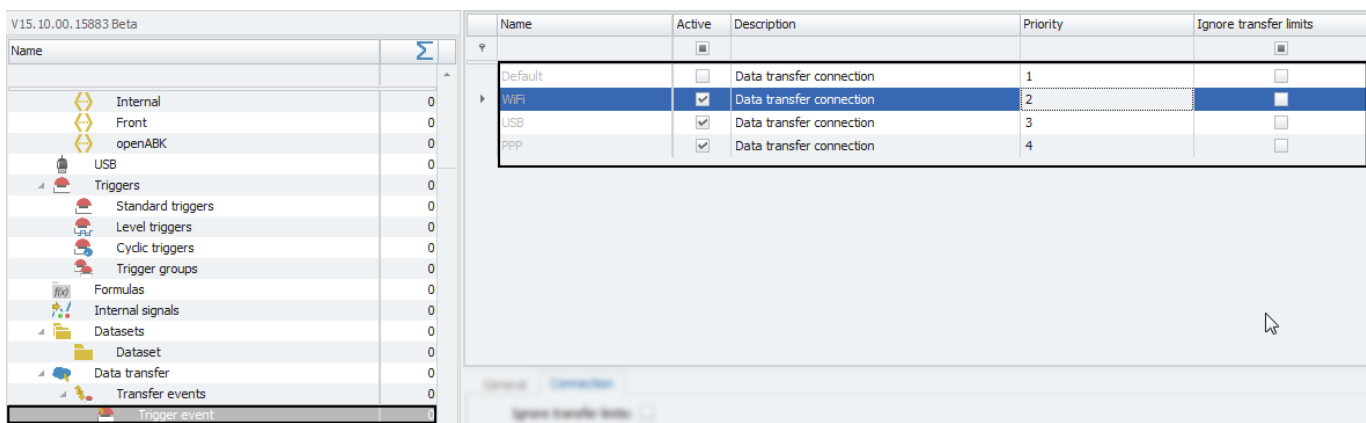 V15.10.00.15883 Beta
Name Σ
Internal 0
Front 0
openABK 0
USB 0
Triggers 0
Standard triggers 0
Level triggers 0
Cyclic triggers 0
Trigger groups 0
f(x) Formulas 0
Internal signals 0
Datasets 0
Dataset 0
Data transfer 0
Transfer events 0
Trigger event 0
Name Active Description Priority Ignore transfer limits
Default Data transfer connection 1
WiFi Data transfer connection 2
USB Data transfer connection 3
PPP Data transfer connection 4
General Connection
Ignore transfer limits